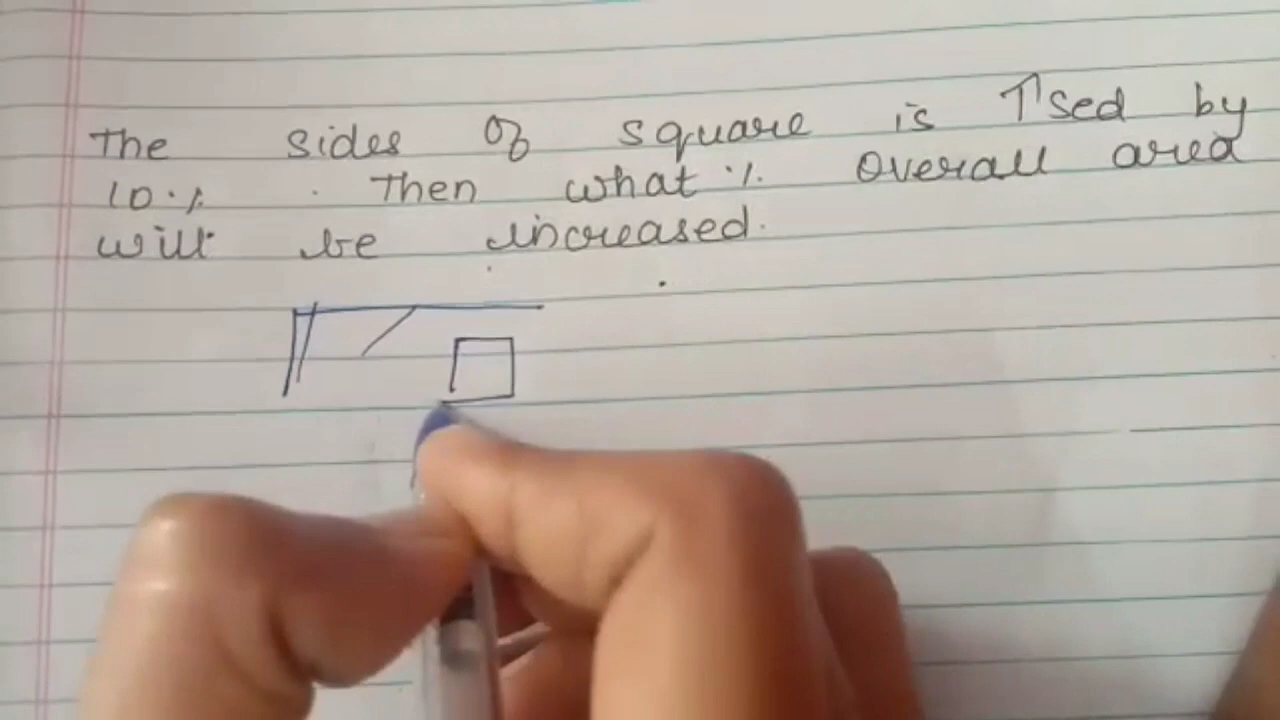 The sides of square is ↑sed by
10% . Then what % overall area
will be increased.